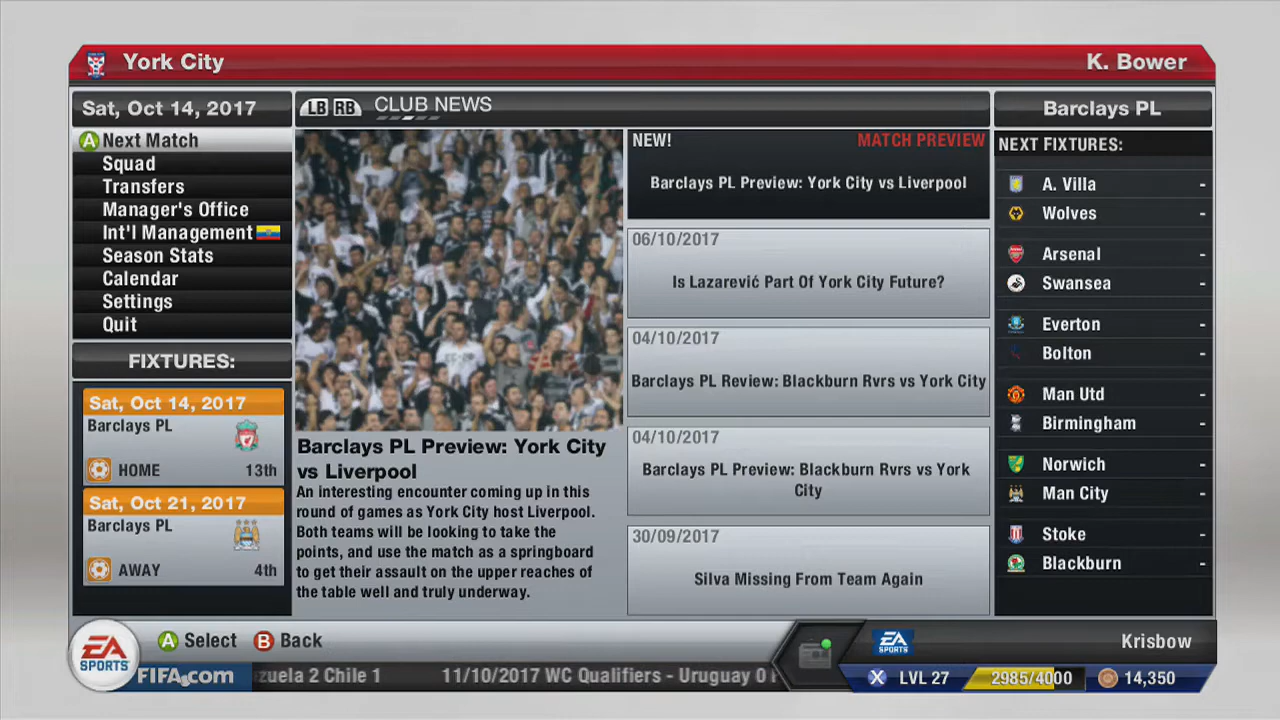 York City
K. Bower
Sat, Oct 14, 2017
A Next Match
Squad
Transfers
Manager's Office
Int'l Management
Season Stats
Calendar
Settings
Quit
FIXTURES:
Sat, Oct 14, 2017
Barclays PL
HOME 13th
Sat, Oct 21, 2017
Barclays PL
AWAY 4th
LB RB CLUB NEWS
Barclays PL Preview: York City
vs Liverpool
An interesting encounter coming up in this
round of games as York City host Liverpool.
Both teams will be looking to take the
points, and use the match as a springboard
to get their assault on the upper reaches of
the table well and truly underway.
NEW! MATCH PREVIEW
Barclays PL Preview: York City vs Liverpool
06/10/2017
Is Lazarević Part Of York City Future?
04/10/2017
Barclays PL Review: Blackburn Rvrs vs York City
04/10/2017
Barclays PL Preview: Blackburn Rvrs vs York
City
30/09/2017
Silva Missing From Team Again
Barclays PL
NEXT FIXTURES:
A. Villa -
Wolves -
Arsenal -
Swansea -
Everton -
Bolton -
Man Utd -
Birmingham -
Norwich -
Man City -
Stoke -
Blackburn -
EA
SPORTS
A Select B Back
EA
SPORTS
Krisbow
FIFA.com
zuela 2 Chile 1 11/10/2017 WC Qualifiers - Uruguay 0
X LVL 27 2985/4000 14,350